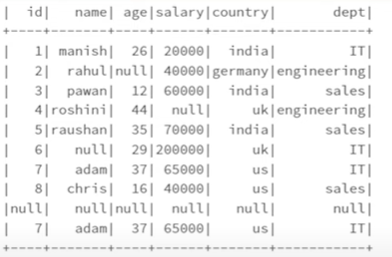 | id| name| age|salary|country| dept|
+----+-------+----+------+-------+-----------+
| 1| manish| 26| 20000| india| IT|
| 2| rahul|null| 40000|germany|engineering|
| 3| pawan| 12| 60000| india| sales|
| 4|roshini| 44| null| uk|engineering|
| 5|raushan| 35| 70000| india| sales|
| 6| null| 29|200000| uk| IT|
| 7| adam| 37| 65000| us| IT|
| 8| chris| 16| 40000| us| sales|
|null| null|null| null| null| null|
| 7| adam| 37| 65000| us| IT|
+----+-------+----+------+-------+-----------+